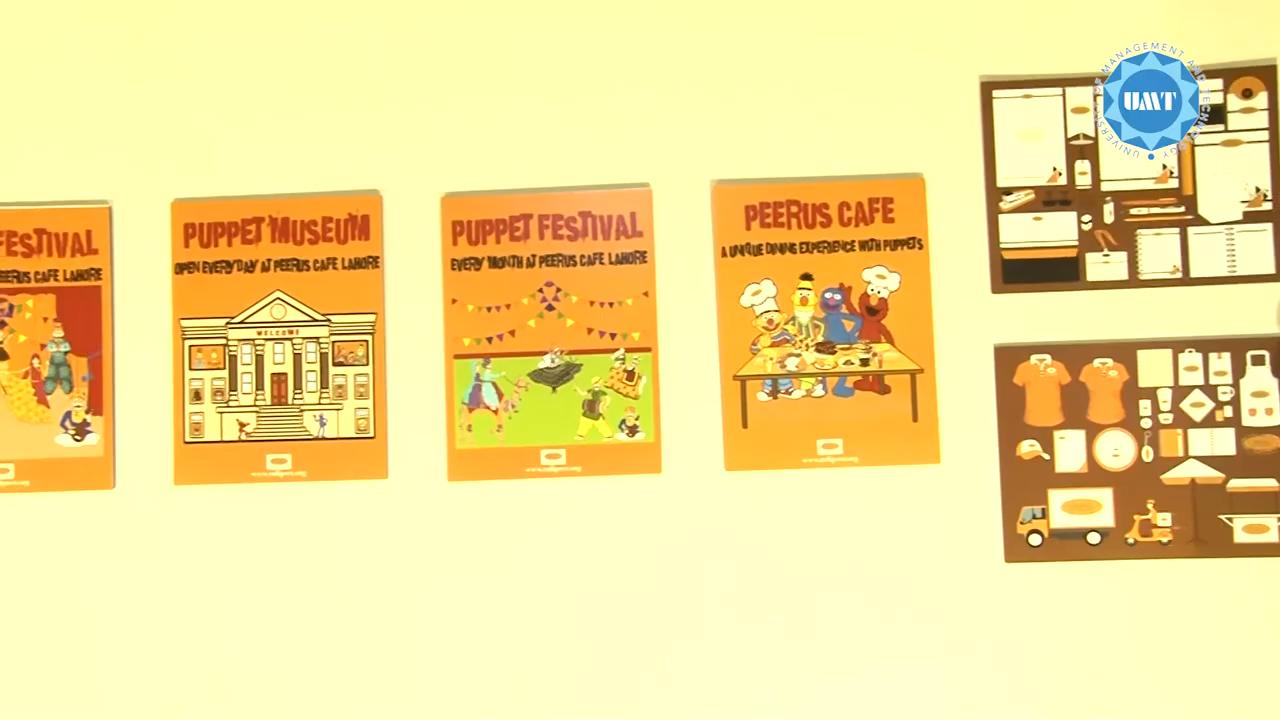 FESTIVAL
PEERUS CAFE LAHORE
PUPPET MUSEUM
OPEN EVERYDAY AT PEERUS CAFE LAHORE
WELCOME
PUPPET FESTIVAL
EVERY MONTH AT PEERUS CAFE LAHORE
PEERUS CAFE
A UNIQUE DINING EXPERIENCE WITH PUPPETS
UNIVERSITY OF MANAGEMENT AND TECHNOLOGY
UMT